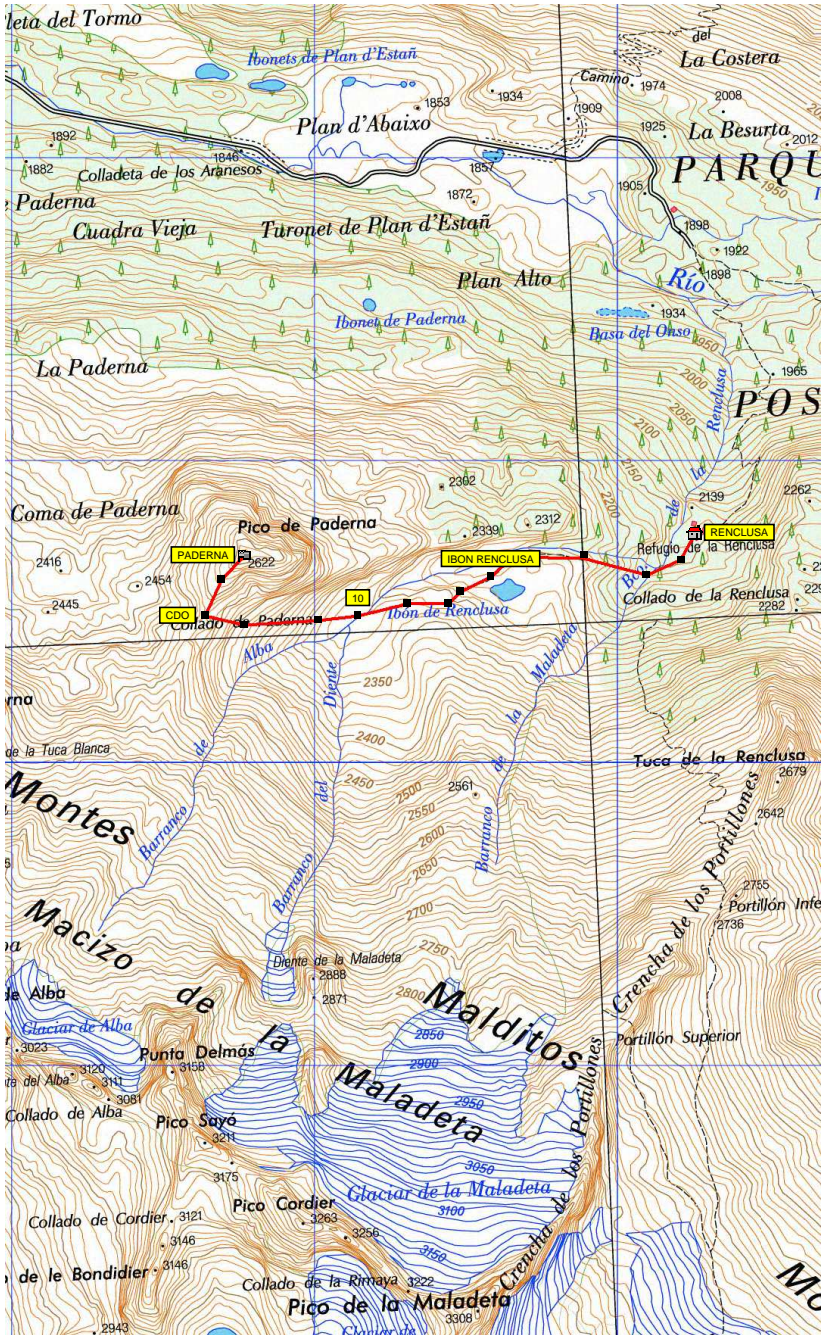 leta del Tormo
Ibonets de Plan d'Estañ
del
La Costera
Camino
1974
1934
1853
2008
1909
Plan d'Abaixo
1925
La Besurta
1892
2012
1846
1857
1882
Colladeta de los Aranesos
PARQU
1950
1905
Paderna
1872
Cuadra Vieja
Turonet de Plan d'Estañ
1898
1922
Plan Alto
1898
Río
Ibonet de Paderna
1934
Basa del Onso
1950
La Paderna
2000
1965
2050
Renclusa
POS
2100
2150
la
2302
2262
2200
2139
Coma de Paderna
Pico de Paderna
2339
2312
de
RENCLUSA
PADERNA
2622
IBON RENCLUSA
Refugio de la Renclusa
2416
2454
Bco.
10
Collado de la Renclusa
2445
CDO
Collado de Paderna
Ibón de Renclusa
2282
Alba
Maladeta
Diente
2350
la
rna
de
2400
de la Tuca Blanca
de
Tuca de la Renclusa
2450
2679
Montes
del
2500
2561
2550
2600
2642
Barranco
Barranco
2650
Barranco
Crencha de los Portillones
2700
2755
Portillón Infe
Macizo
2736
2750
Diente de la Maladeta
2888
de Alba
de
2871
2800
Malditos
Glaciar de Alba
la
2850
Portillón Superior
3023
Punta Delmás
2900
3158
3120
Maladeta
del Alba
3111
2950
3081
Collado de Alba
Pico Sayó
Crencha de los Portillones
3211
3050
3175
Glaciar de la Maladeta
Pico Cordier
3100
Collado de Cordier
3121
3263
3256
3146
3150
de le Bondidier
3146
Collado de la Rimaya
3222
Pico de la Maladeta
3308
2943
Glaciar de